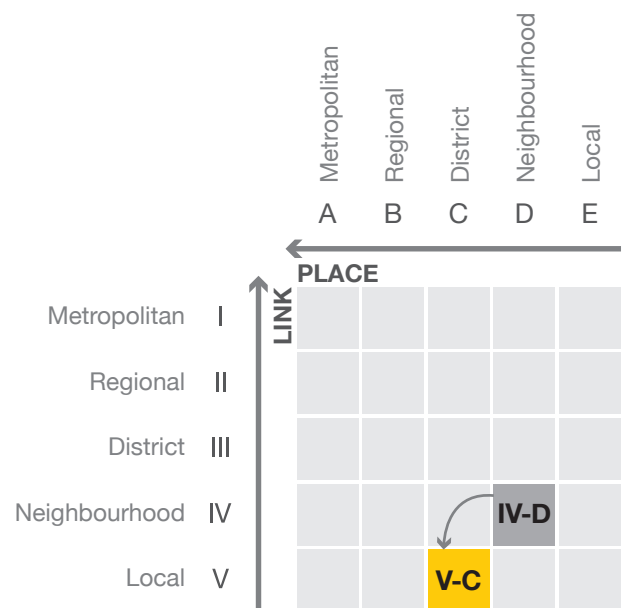 Metropolitan
Regional
District
Neighbourhood
Local
A B C D E
PLACE
LINK
Metropolitan I
Regional II
District III
Neighbourhood IV IV-D
Local V V-C